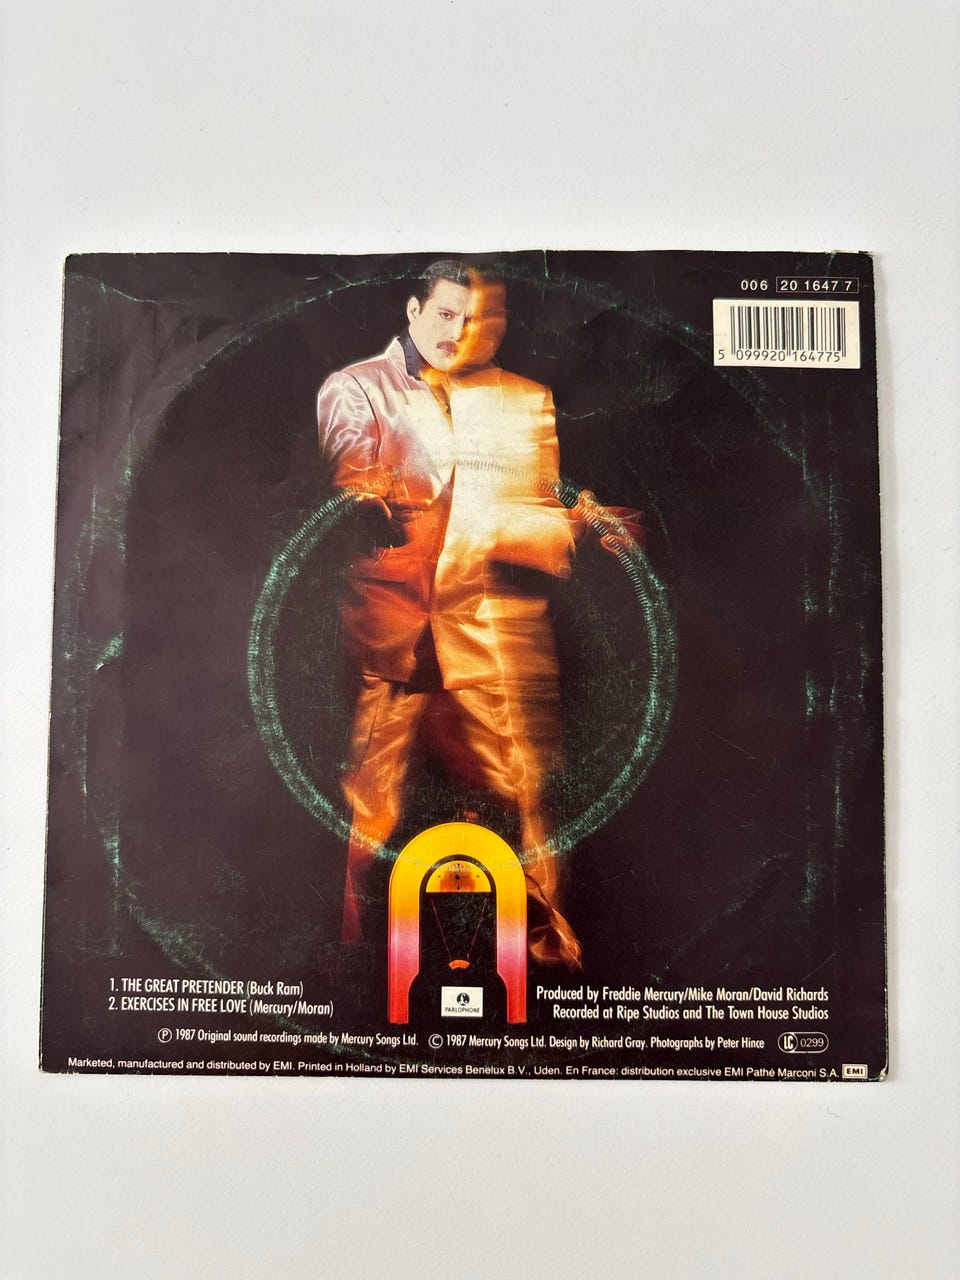 006 20 1647 7
5 099920 164775
1. THE GREAT PRETENDER (Buck Ram)
2. EXERCISES IN FREE LOVE (Mercury/Moran)
PARLOPHONE
Produced by Freddie Mercury/Mike Moran/David Richards
Recorded at Ripe Studios and The Town House Studios
Ⓟ 1987 Original sound recordings made by Mercury Songs Ltd. © 1987 Mercury Songs Ltd. Design by Richard Gray. Photographs by Peter Hince LC 0299
Marketed, manufactured and distributed by EMI. Printed in Holland by EMI Services Benelux B.V., Uden. En France: distribution exclusive EMI Pathé Marconi S.A. EMI